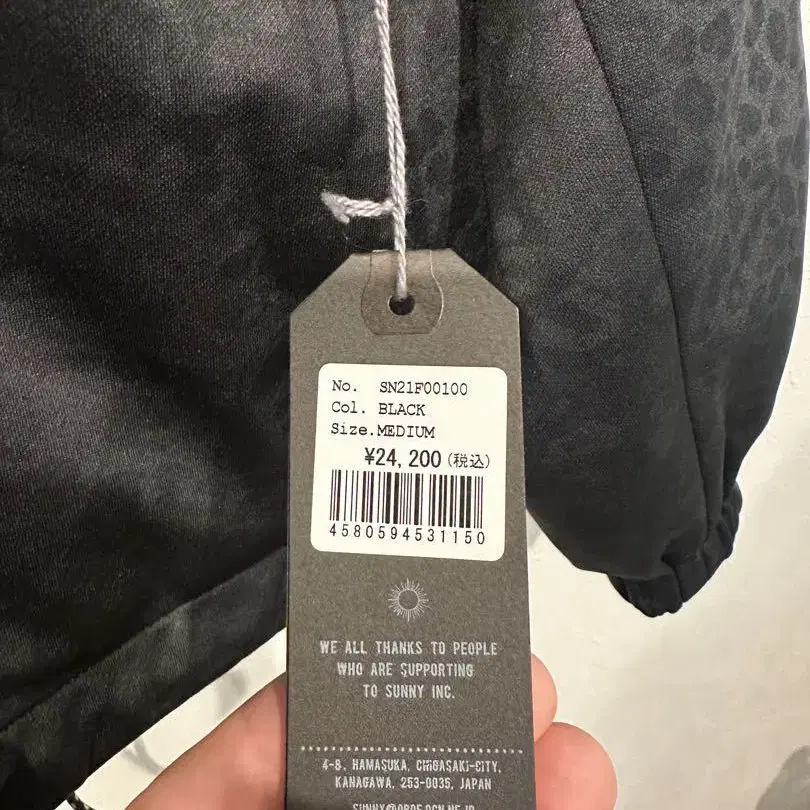 No. SN21F00100
Col. BLACK
Size.MEDIUM
¥24,200(税込)
4580594531150
WE ALL THANKS TO PEOPLE
WHO ARE SUPPORTING
TO SUNNY INC.
4-8, HAMASUKA, CHIGASAKI-CITY,
KANAGAWA, 253-0035, JAPAN